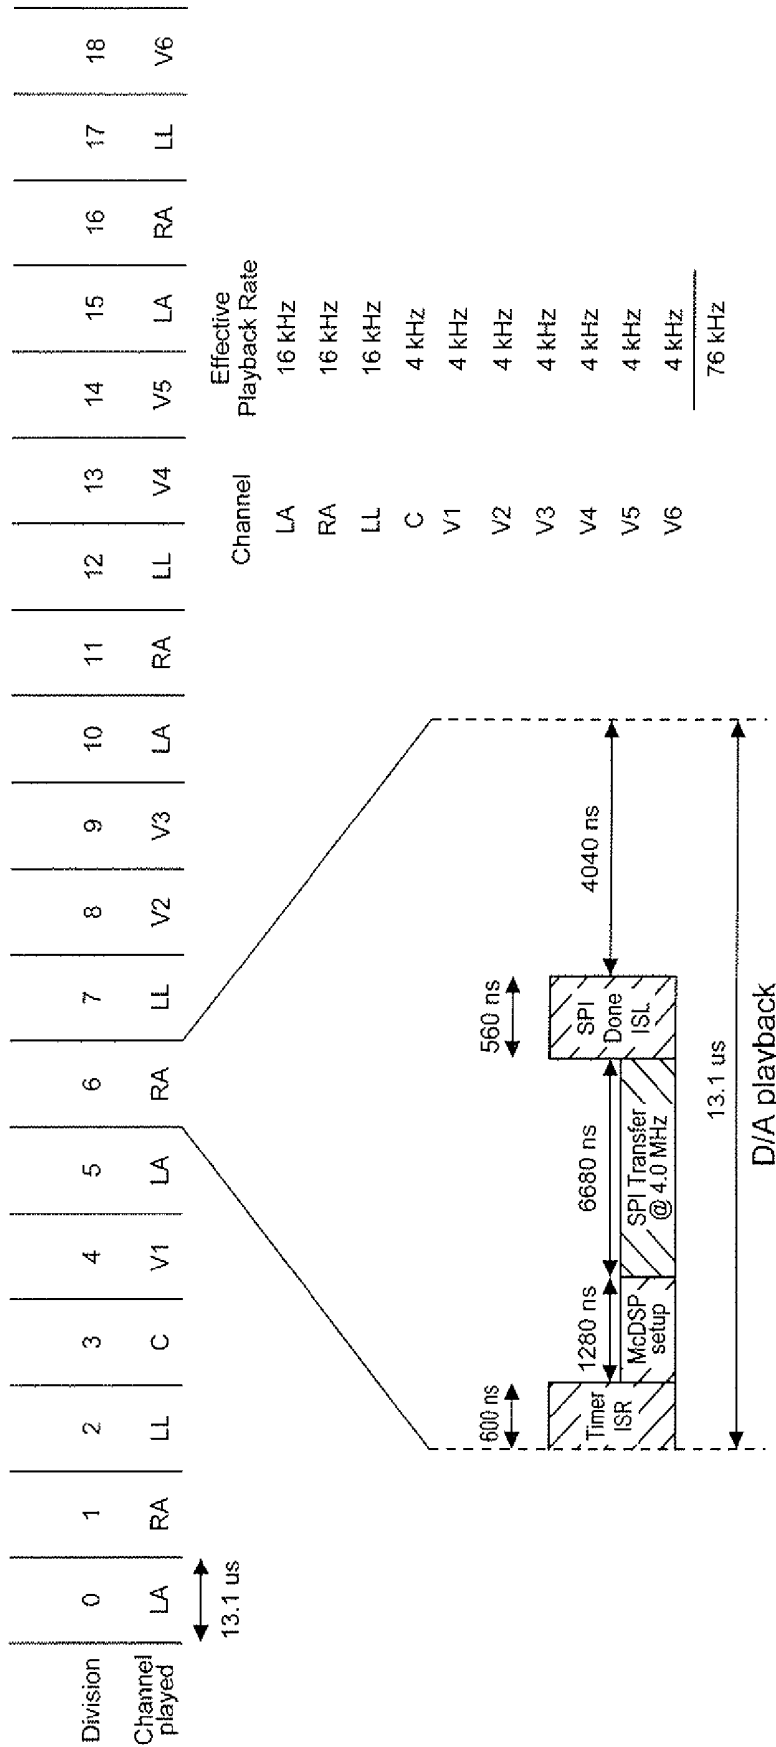 Division 0 1 2 3 4 5 6 7 8 9 10 11 12 13 14 15 16 17 18
Channel
played
LA RA LL C V1 LA RA LL V2 V3 LA RA LL V4 V5 LA RA LL V6
13.1 us
Channel
Effective
Playback Rate
LA 16 kHz
RA 16 kHz
LL 16 kHz
C 4 kHz
V1 4 kHz
V2 4 kHz
V3 4 kHz
V4 4 kHz
V5 4 kHz
V6 4 kHz
76 kHz
600 ns
560 ns
1280 ns
6680 ns
4040 ns
Timer
ISR
McDSP
setup
SPI Transfer
@ 4.0 MHz
SPI
Done
ISL
13.1 us
D/A playback